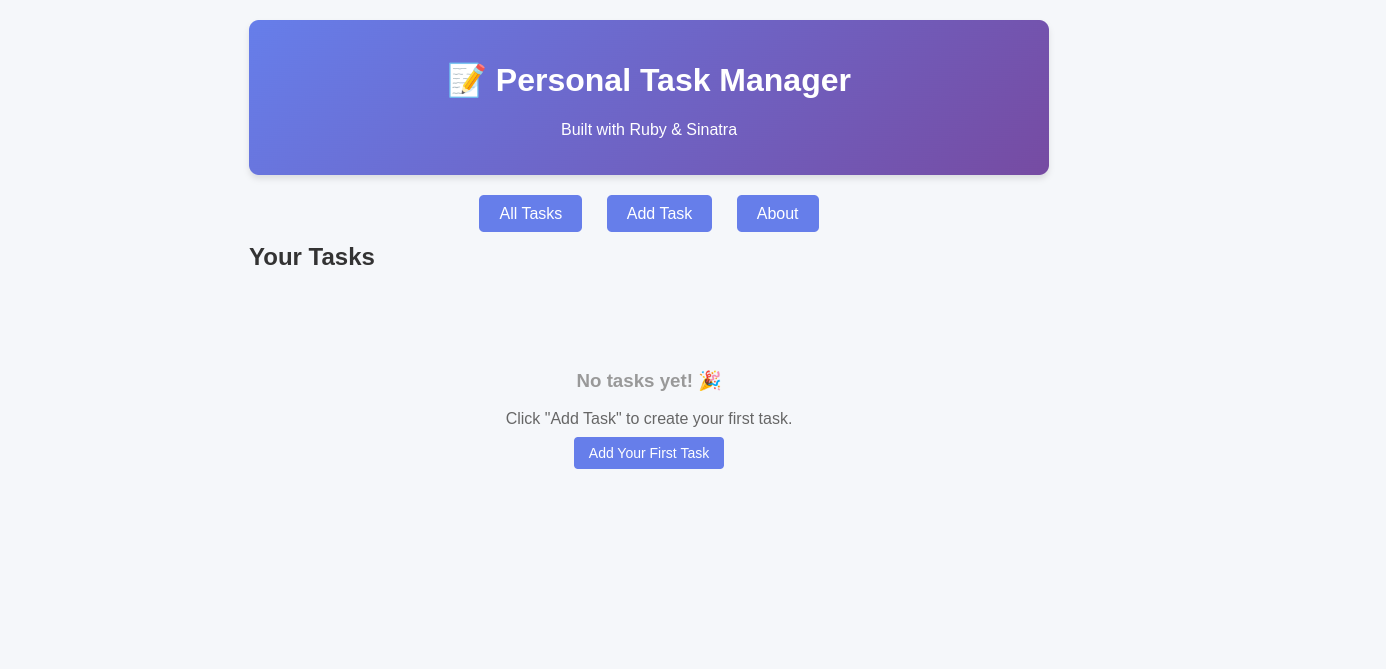 📝 Personal Task Manager
Built with Ruby & Sinatra
All Tasks Add Task About
Your Tasks
No tasks yet! 🎉
Click "Add Task" to create your first task.
Add Your First Task